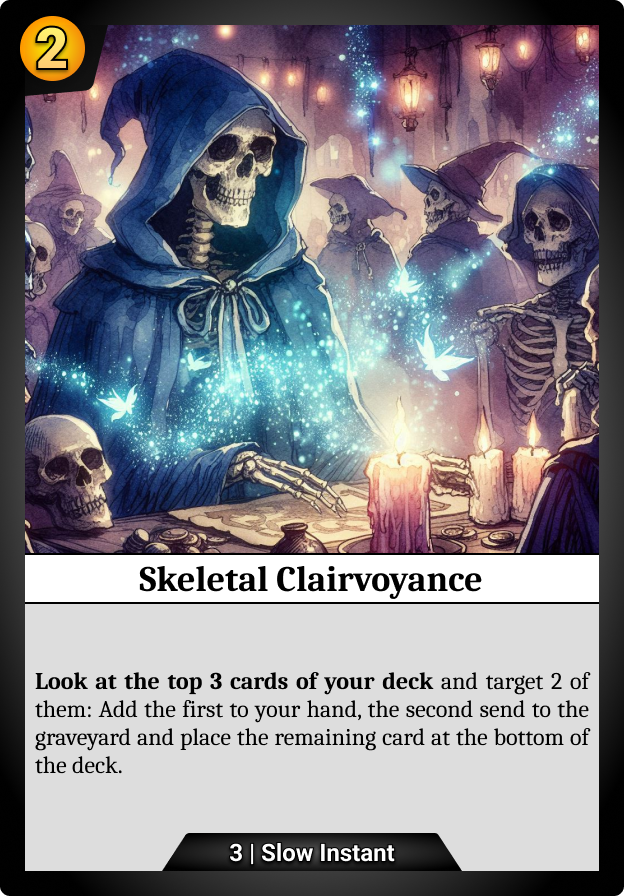 2
Skeletal Clairvoyance
Look at the top 3 cards of your deck and target 2 of
them: Add the first to your hand, the second send to the
graveyard and place the remaining card at the bottom of
the deck.
3 | Slow Instant